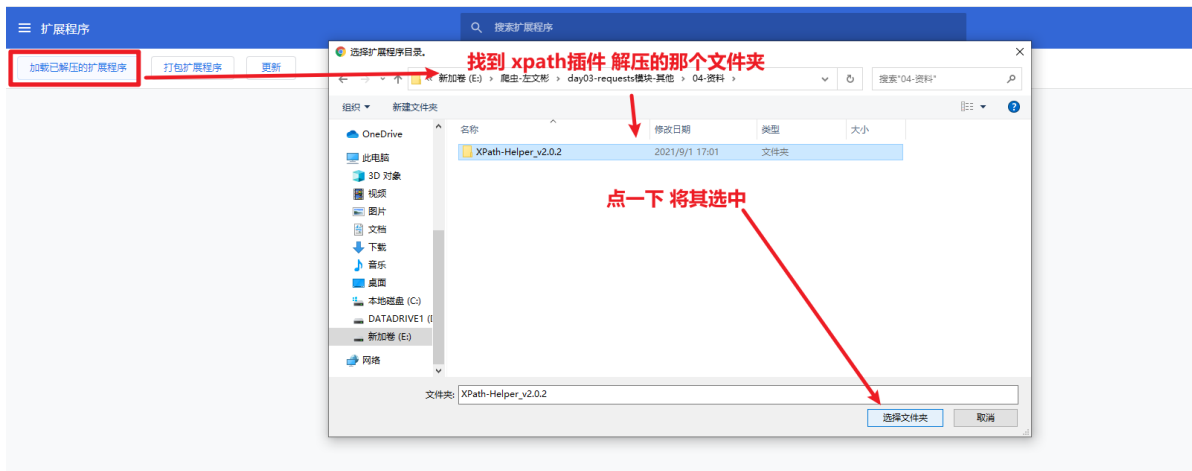 扩展程序
搜索扩展程序
加载已解压的扩展程序
打包扩展程序
更新
选择扩展程序目录。
找到 xpath插件 解压的那个文件夹
« 新加卷 (E:) › 爬虫-左文彬 › day03-requests模块-其他 › 04-资料 ›
搜索"04-资料"
组织
新建文件夹
名称
修改日期
类型
大小
OneDrive
此电脑
3D 对象
视频
图片
文档
下载
音乐
桌面
本地磁盘 (C:)
DATADRIVE1 (
新加卷 (E:)
网络
XPath-Helper_v2.0.2
2021/9/1 17:01
文件夹
点一下 将其选中
文件夹:
XPath-Helper_v2.0.2
选择文件夹
取消